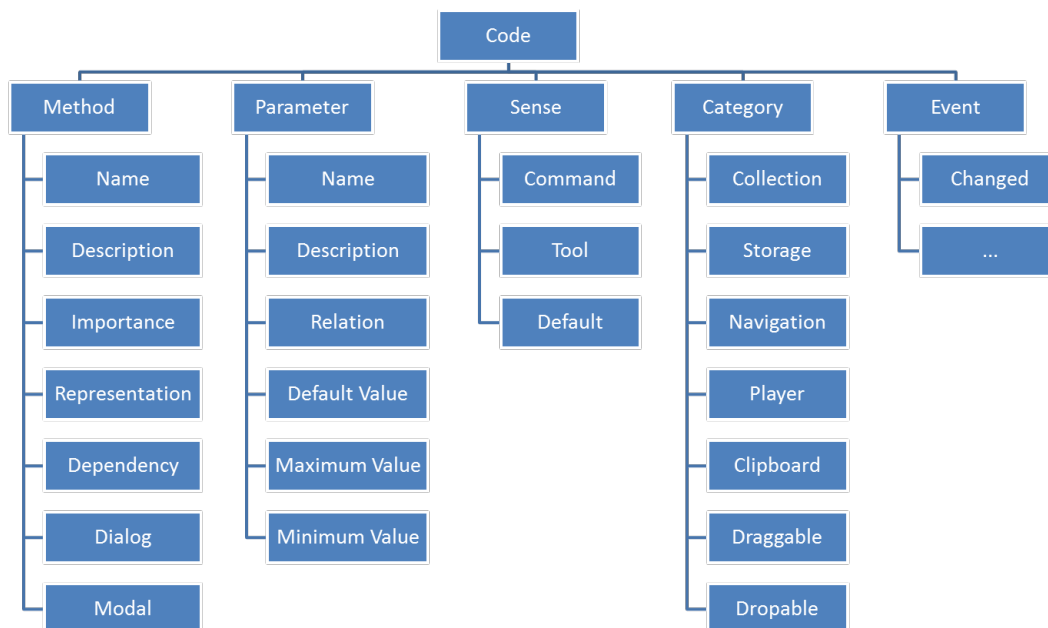 Code
Method
Name
Description
Importance
Representation
Dependency
Dialog
Modal
Parameter
Name
Description
Relation
Default Value
Maximum Value
Minimum Value
Sense
Command
Tool
Default
Category
Collection
Storage
Navigation
Player
Clipboard
Draggable
Dropable
Event
Changed
...